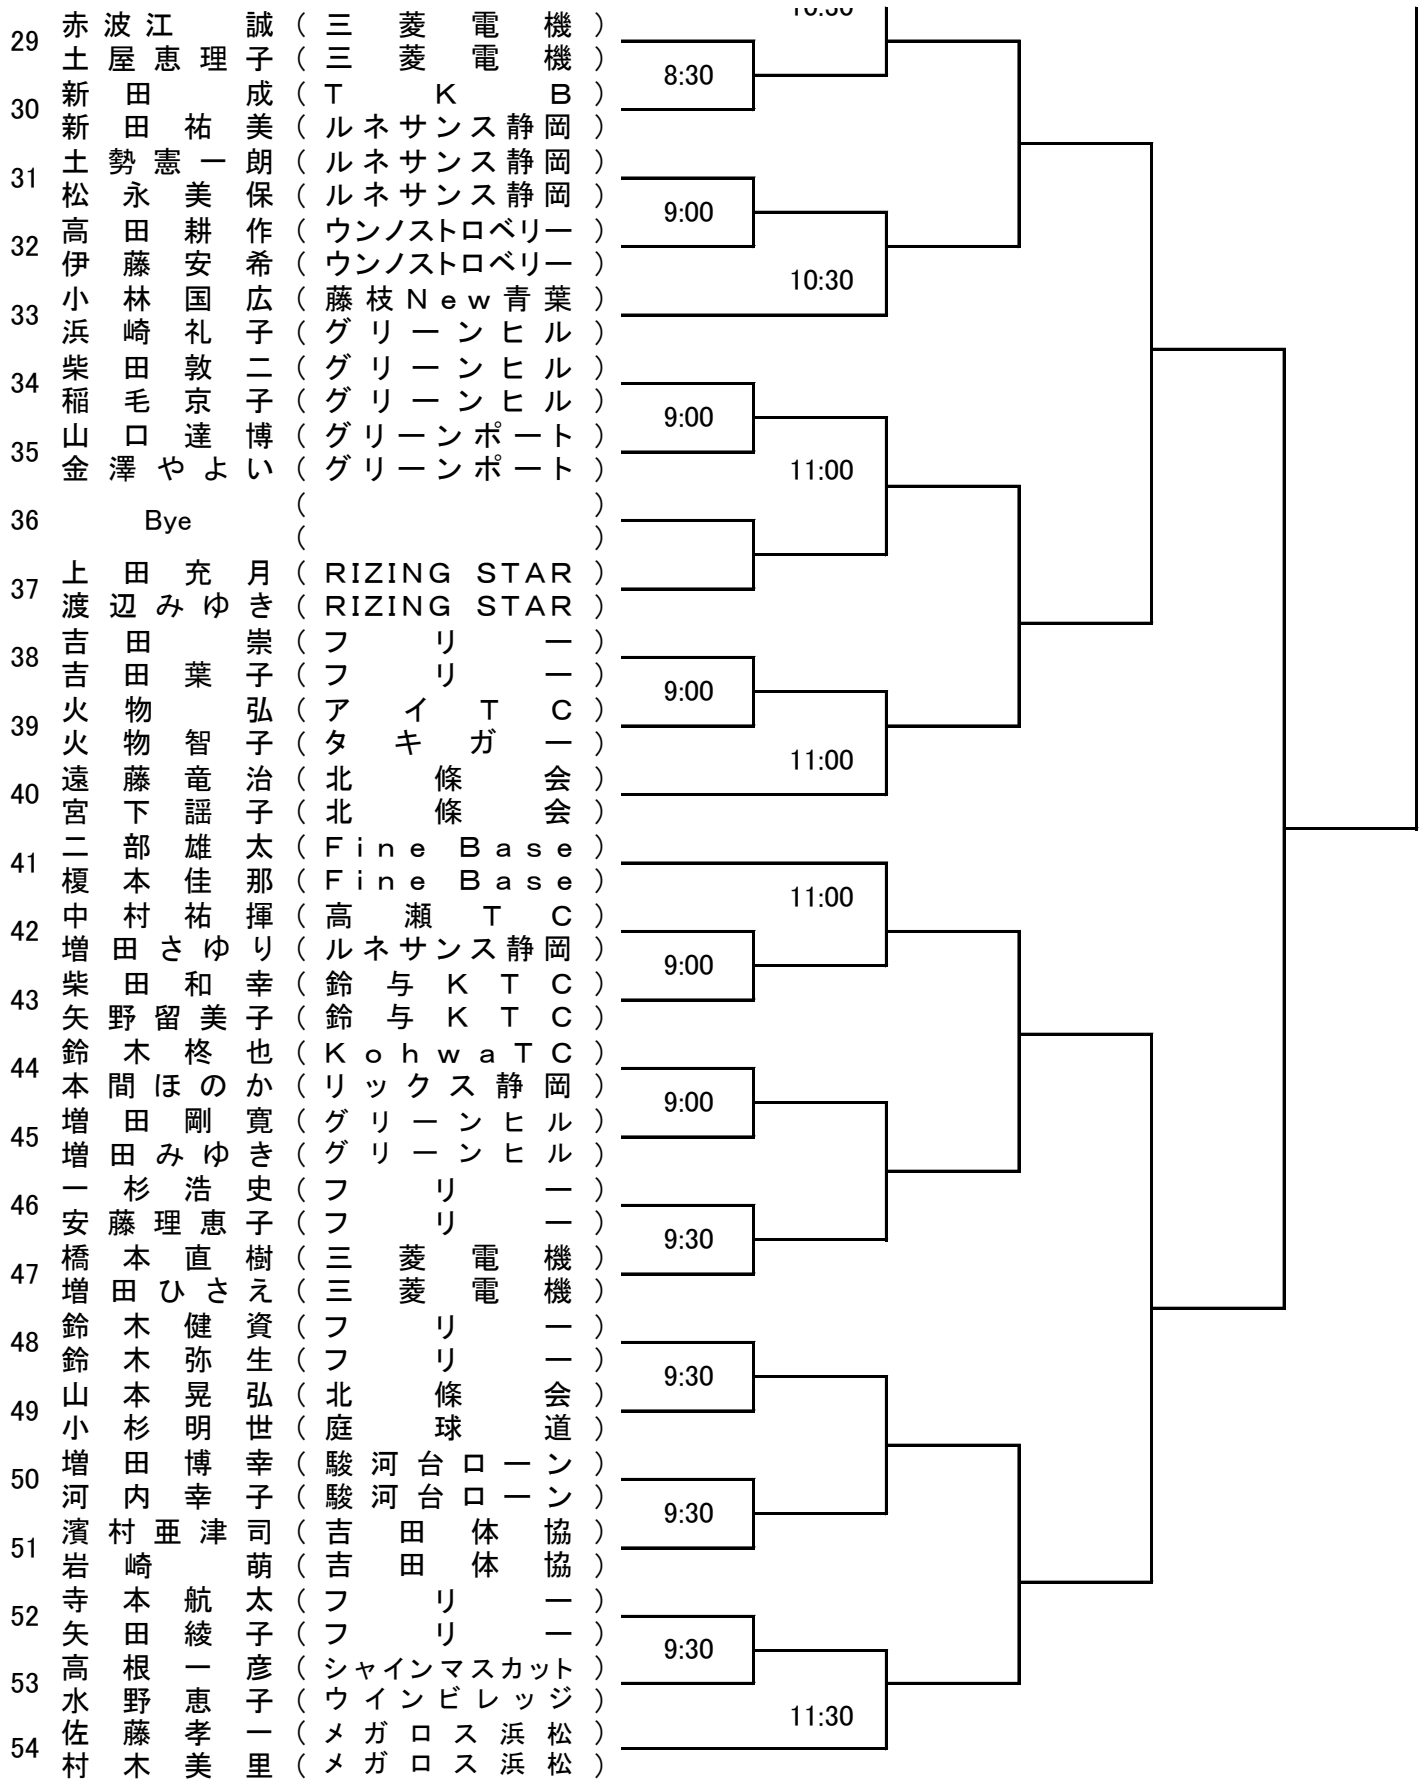 29 赤波江誠(三菱電機)
土屋恵理子(三菱電機)
8:30
30 新田成(TKB)
新田祐美(ルネサンス静岡)
31 土勢憲一朗(ルネサンス静岡)
松永美保(ルネサンス静岡)
9:00
32 高田耕作(ウンノストロベリー)
伊藤安希(ウンノストロベリー)
10:30
33 小林国広(藤枝New青葉)
浜崎礼子(グリーンヒル)
34 柴田敦二(グリーンヒル)
稲毛京子(グリーンヒル)
9:00
35 山口達博(グリーンポート)
金澤やよい(グリーンポート)
11:00
36 Bye ( )
( )
37 上田充月(RIZING STAR)
渡辺みゆき(RIZING STAR)
38 吉田崇(フリー)
吉田葉子(フリー)
9:00
39 火物弘(アイTC)
火物智子(タキガー)
11:00
40 遠藤竜治(北條会)
宮下謡子(北條会)
41 二部雄太(Fine Base)
榎本佳那(Fine Base)
11:00
42 中村祐揮(高瀬TC)
増田さゆり(ルネサンス静岡)
9:00
43 柴田和幸(鈴与KTC)
矢野留美子(鈴与KTC)
44 鈴木柊也(KohwaTC)
本間ほのか(リックス静岡)
9:00
45 増田剛寛(グリーンヒル)
増田みゆき(グリーンヒル)
46 一杉浩史(フリー)
安藤理恵子(フリー)
9:30
47 橋本直樹(三菱電機)
増田ひさえ(三菱電機)
48 鈴木健資(フリー)
鈴木弥生(フリー)
9:30
49 山本晃弘(北條会)
小杉明世(庭球道)
50 増田博幸(駿河台ローン)
河内幸子(駿河台ローン)
9:30
51 濱村亜津司(吉田体協)
岩崎萌(吉田体協)
52 寺本航太(フリー)
矢田綾子(フリー)
9:30
53 高根一彦(シャインマスカット)
水野恵子(ウインビレッジ)
11:30
54 佐藤孝一(メガロス浜松)
村木美里(メガロス浜松)